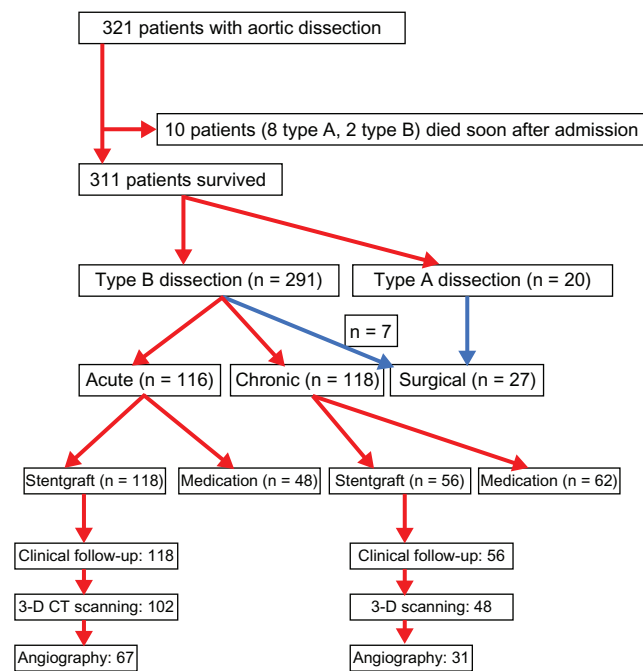 321 patients with aortic dissection
10 patients (8 type A, 2 type B) died soon after admission
311 patients survived
Type B dissection (n = 291)
Type A dissection (n = 20)
n = 7
Acute (n = 116)
Chronic (n = 118)
Surgical (n = 27)
Stentgraft (n = 118)
Medication (n = 48)
Stentgraft (n = 56)
Medication (n = 62)
Clinical follow-up: 118
Clinical follow-up: 56
3-D CT scanning: 102
3-D scanning: 48
Angiography: 67
Angiography: 31